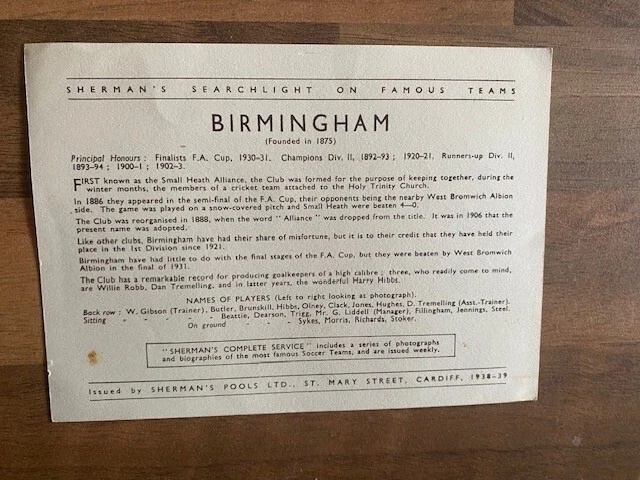 SHERMAN'S SEARCHLIGHT ON FAMOUS TEAMS
BIRMINGHAM
(Founded in 1875)
Principal Honours : Finalists F.A. Cup, 1930-31. Champions Div. II, 1892-93 ; 1920-21. Runners-up Div. II,
1893-94 ; 1900-1 ; 1902-3.
FIRST known as the Small Heath Alliance, the Club was formed for the purpose of keeping together, during the
winter months, the members of a cricket team attached to the Holy Trinity Church.
In 1886 they appeared in the semi-final of the F.A. Cup, their opponents being the nearby West Bromwich Albion
side. The game was played on a snow-covered pitch and Small Heath were beaten 4—0.
The Club was reorganised in 1888, when the word " Alliance " was dropped from the title. It was in 1906 that the
present name was adopted.
Like other clubs, Birmingham have had their share of misfortune, but it is to their credit that they have held their
place in the 1st Division since 1921.
Birmingham have had little to do with the final stages of the F.A. Cup, but they were beaten by West Bromwich
Albion in the final of 1931.
The Club has a remarkable record for producing goalkeepers of a high calibre ; three, who readily come to mind,
are Willie Robb, Dan Tremelling, and in latter years, the wonderful Harry Hibbs.
NAMES OF PLAYERS (Left to right looking at photograph).
Back row : W. Gibson (Trainer), Butler, Brunskill, Hibbs, Olney, Clack, Jones, Hughes, D. Tremelling (Asst.-Trainer).
Sitting - - - - - Beattie, Dearson, Trigg, Mr. G. Liddell (Manager), Fillingham, Jennings, Steel.
On ground - - - Sykes, Morris, Richards, Stoker.
" SHERMAN'S COMPLETE SERVICE " includes a series of photographs
and biographies of the most famous Soccer Teams, and are issued weekly.
Issued by SHERMAN'S POOLS LTD., ST. MARY STREET, CARDIFF, 1938-39